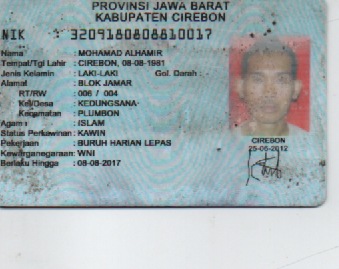 PROVINSI JAWA BARAT
KABUPATEN CIREBON
NIK : 3209180808810017
Nama : MOHAMAD ALHAMIR
Tempat/Tgl Lahir : CIREBON, 08-08-1981
Jenis Kelamin : LAKI-LAKI Gol. Darah :
Alamat : BLOK JAMAR
RT/RW : 006 / 004
Kel/Desa : KEDUNGSANA
Kecamatan : PLUMBON
Agama : ISLAM
Status Perkawinan : KAWIN
Pekerjaan : BURUH HARIAN LEPAS
Kewarganegaraan : WNI
Berlaku Hingga : 08-08-2017
CIREBON
25-06-2012